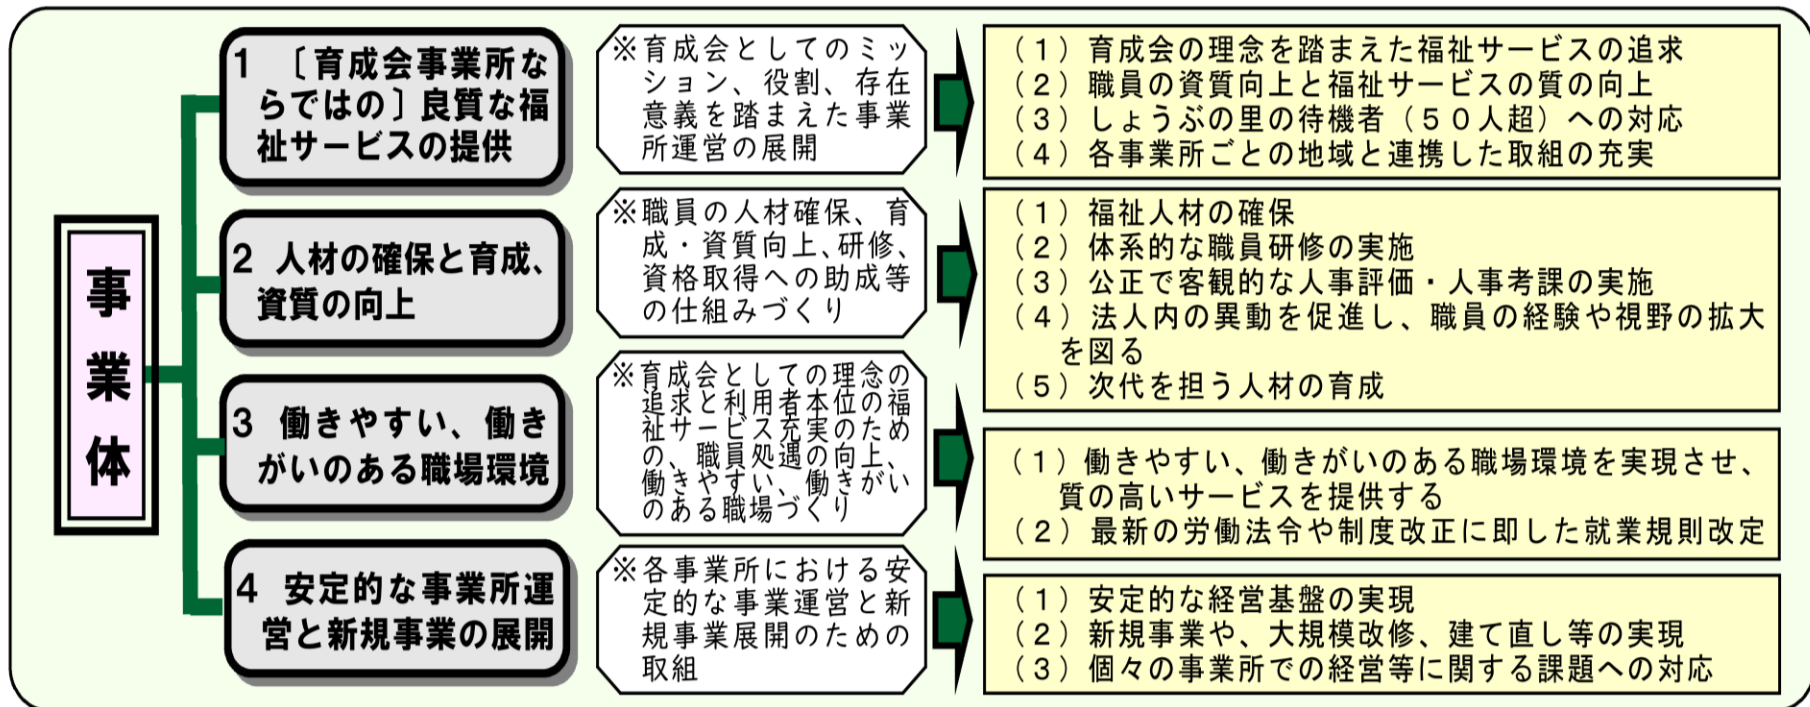 事業体
1 ［育成会事業所な
らではの］良質な福
祉サービスの提供
※育成会としてのミッ
ション、役割、存在
意義を踏まえた事業
所運営の展開
（１）育成会の理念を踏まえた福祉サービスの追求
（２）職員の資質向上と福祉サービスの質の向上
（３）しょうぶの里の待機者（５０人超）への対応
（４）各事業所ごとの地域と連携した取組の充実
2 人材の確保と育成、
資質の向上
※職員の人材確保、育
成・資質向上、研修、
資格取得への助成等
の仕組みづくり
（１）福祉人材の確保
（２）体系的な職員研修の実施
（３）公正で客観的な人事評価・人事考課の実施
（４）法人内の異動を促進し、職員の経験や視野の拡大
を図る
（５）次代を担う人材の育成
3 働きやすい、働き
がいのある職場環境
※育成会としての理念の
追求と利用者本位の福
祉サービス充実のため
の、職員処遇の向上、
働きやすい、働きがい
のある職場づくり
（１）働きやすい、働きがいのある職場環境を実現させ、
質の高いサービスを提供する
（２）最新の労働法令や制度改正に即した就業規則改定
4 安定的な事業所運
営と新規事業の展開
※各事業所における安
定的な事業運営と新
規事業展開のための
取組
（１）安定的な経営基盤の実現
（２）新規事業や、大規模改修、建て直し等の実現
（３）個々の事業所での経営等に関する課題への対応